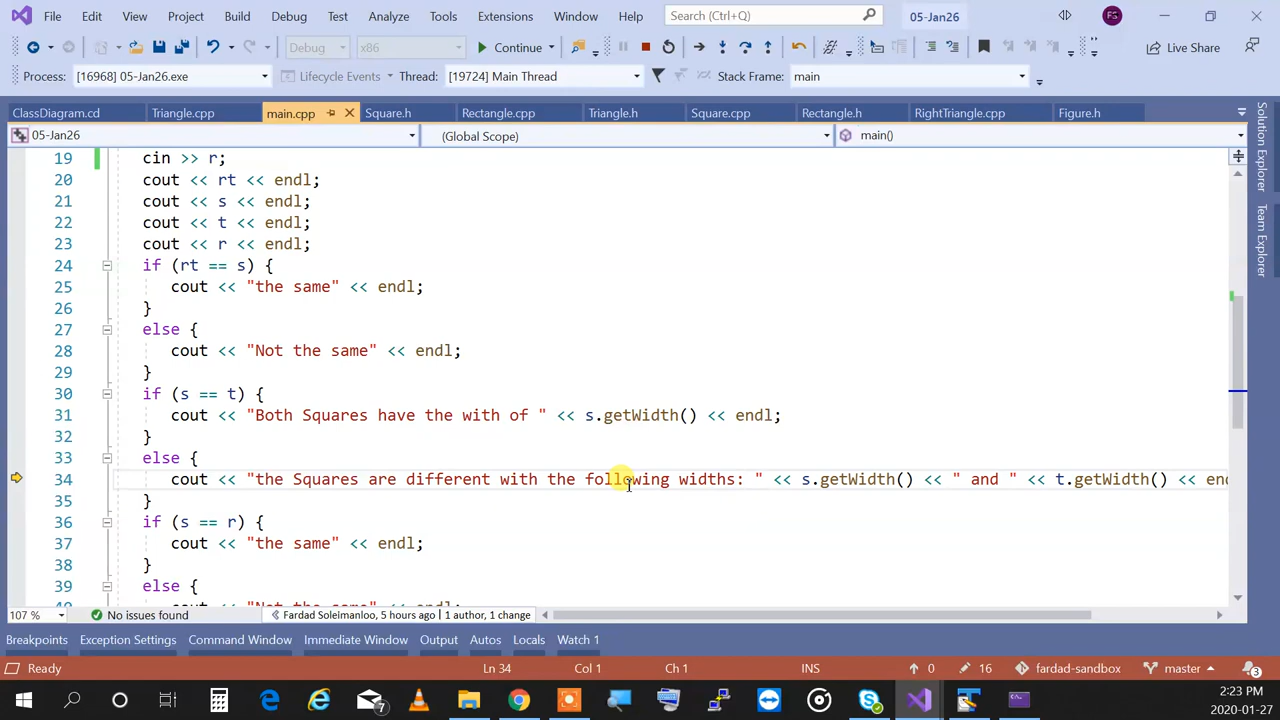 File Edit View Project Build Debug Test Analyze Tools Extensions Window Help Search (Ctrl+Q) 05-Jan26 FS
Debug x86 Continue Live Share
Process: [16968] 05-Jan26.exe Lifecycle Events Thread: [19724] Main Thread Stack Frame: main
ClassDiagram.cd Triangle.cpp main.cpp Square.h Rectangle.cpp Triangle.h Square.cpp Rectangle.h RightTriangle.cpp Figure.h
05-Jan26 (Global Scope) main()
19 cin >> r;
20 cout << rt << endl;
21 cout << s << endl;
22 cout << t << endl;
23 cout << r << endl;
24 if (rt == s) {
25 cout << "the same" << endl;
26 }
27 else {
28 cout << "Not the same" << endl;
29 }
30 if (s == t) {
31 cout << "Both Squares have the with of " << s.getWidth() << endl;
32 }
33 else {
34 cout << "the Squares are different with the following widths: " << s.getWidth() << " and " << t.getWidth() << end
35 }
36 if (s == r) {
37 cout << "the same" << endl;
38 }
39 else {
40 cout << "Not the same" << endl;
107 % No issues found Fardad Soleimanloo, 5 hours ago | 1 author, 1 change
Breakpoints Exception Settings Command Window Immediate Window Output Autos Locals Watch 1
Ready Ln 34 Col 1 Ch 1 INS 0 16 fardad-sandbox master 3
7 2:23 PM
2020-01-27
Solution Explorer
Team Explorer